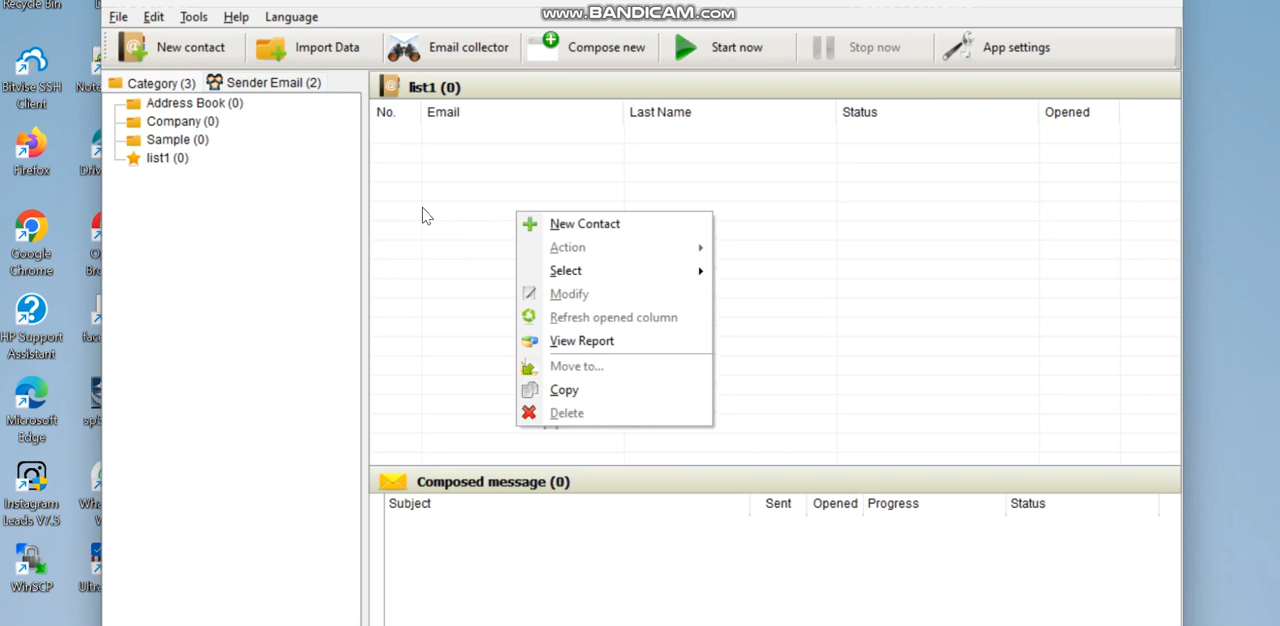 Recycle Bin
File Edit Tools Help Language
www.BANDICAM.com
New contact Import Data Email collector Compose new Start now Stop now App settings
Category (3) Sender Email (2)
Address Book (0)
Company (0)
Sample (0)
list1 (0)
list1 (0)
No. Email Last Name Status Opened
New Contact
Action
Select
Modify
Refresh opened column
View Report
Move to...
Copy
Delete
Composed message (0)
Subject Sent Opened Progress Status
Bitvise SSH
Client
Firefox
Google
Chrome
HP Support
Assistant
Microsoft
Edge
Instagram
Leads V7.5
WinSCP